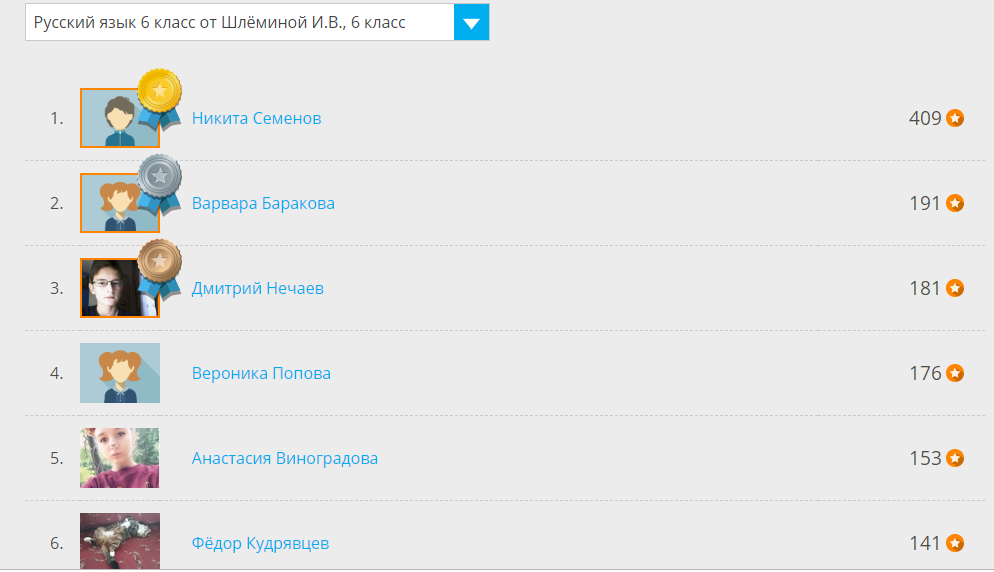 Русский язык 6 класс от Шлёминой И.В., 6 класс
1. Никита Семенов 409
2. Варвара Баракова 191
3. Дмитрий Нечаев 181
4. Вероника Попова 176
5. Анастасия Виноградова 153
6. Фёдор Кудрявцев 141